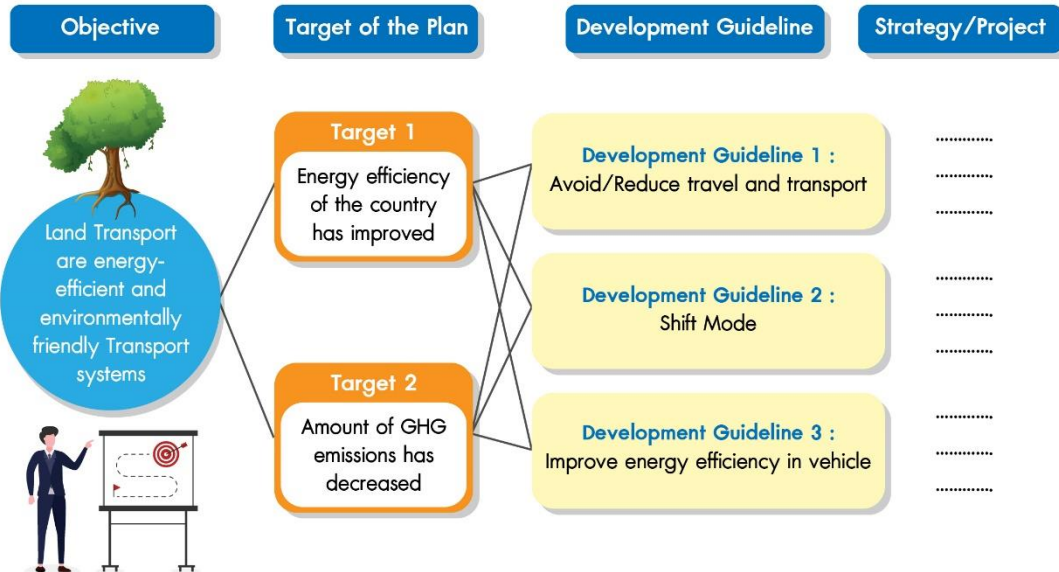 Objective
Target of the Plan
Development Guideline
Strategy/Project
Land Transport
are energy-
efficient and
environmentally
friendly Transport
systems
Target 1
Energy efficiency
of the country
has improved
Target 2
Amount of GHG
emissions has
decreased
Development Guideline 1 :
Avoid/Reduce travel and transport
Development Guideline 2 :
Shift Mode
Development Guideline 3 :
Improve energy efficiency in vehicle
.............
.............
.............
.............
.............
.............
.............
.............
.............